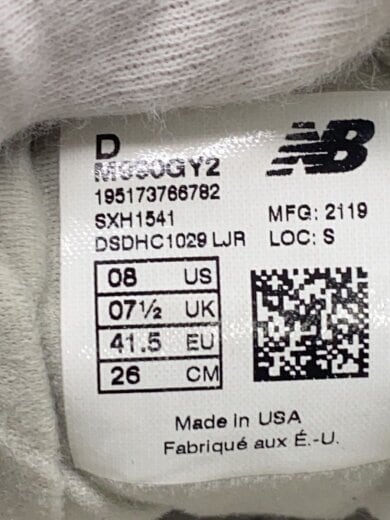 D
NB
M990GY2
195173766782
SXH1541 MFG: 2119
DSDHC1029 LJR LOC: S
08 US
07½ UK
41.5 EU
26 CM
Made in USA
Fabriqué aux É.-U.